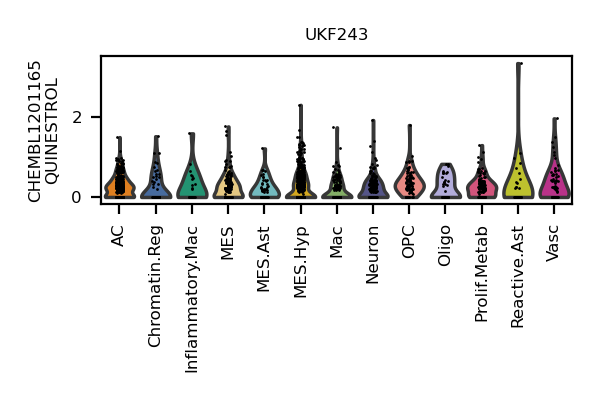 UKF243
CHEMBL1201165
QUINESTROL
2
0
AC
Chromatin.Reg
Inflammatory.Mac
MES
MES.Ast
MES.Hyp
Mac
Neuron
OPC
Oligo
Prolif.Metab
Reactive.Ast
Vasc